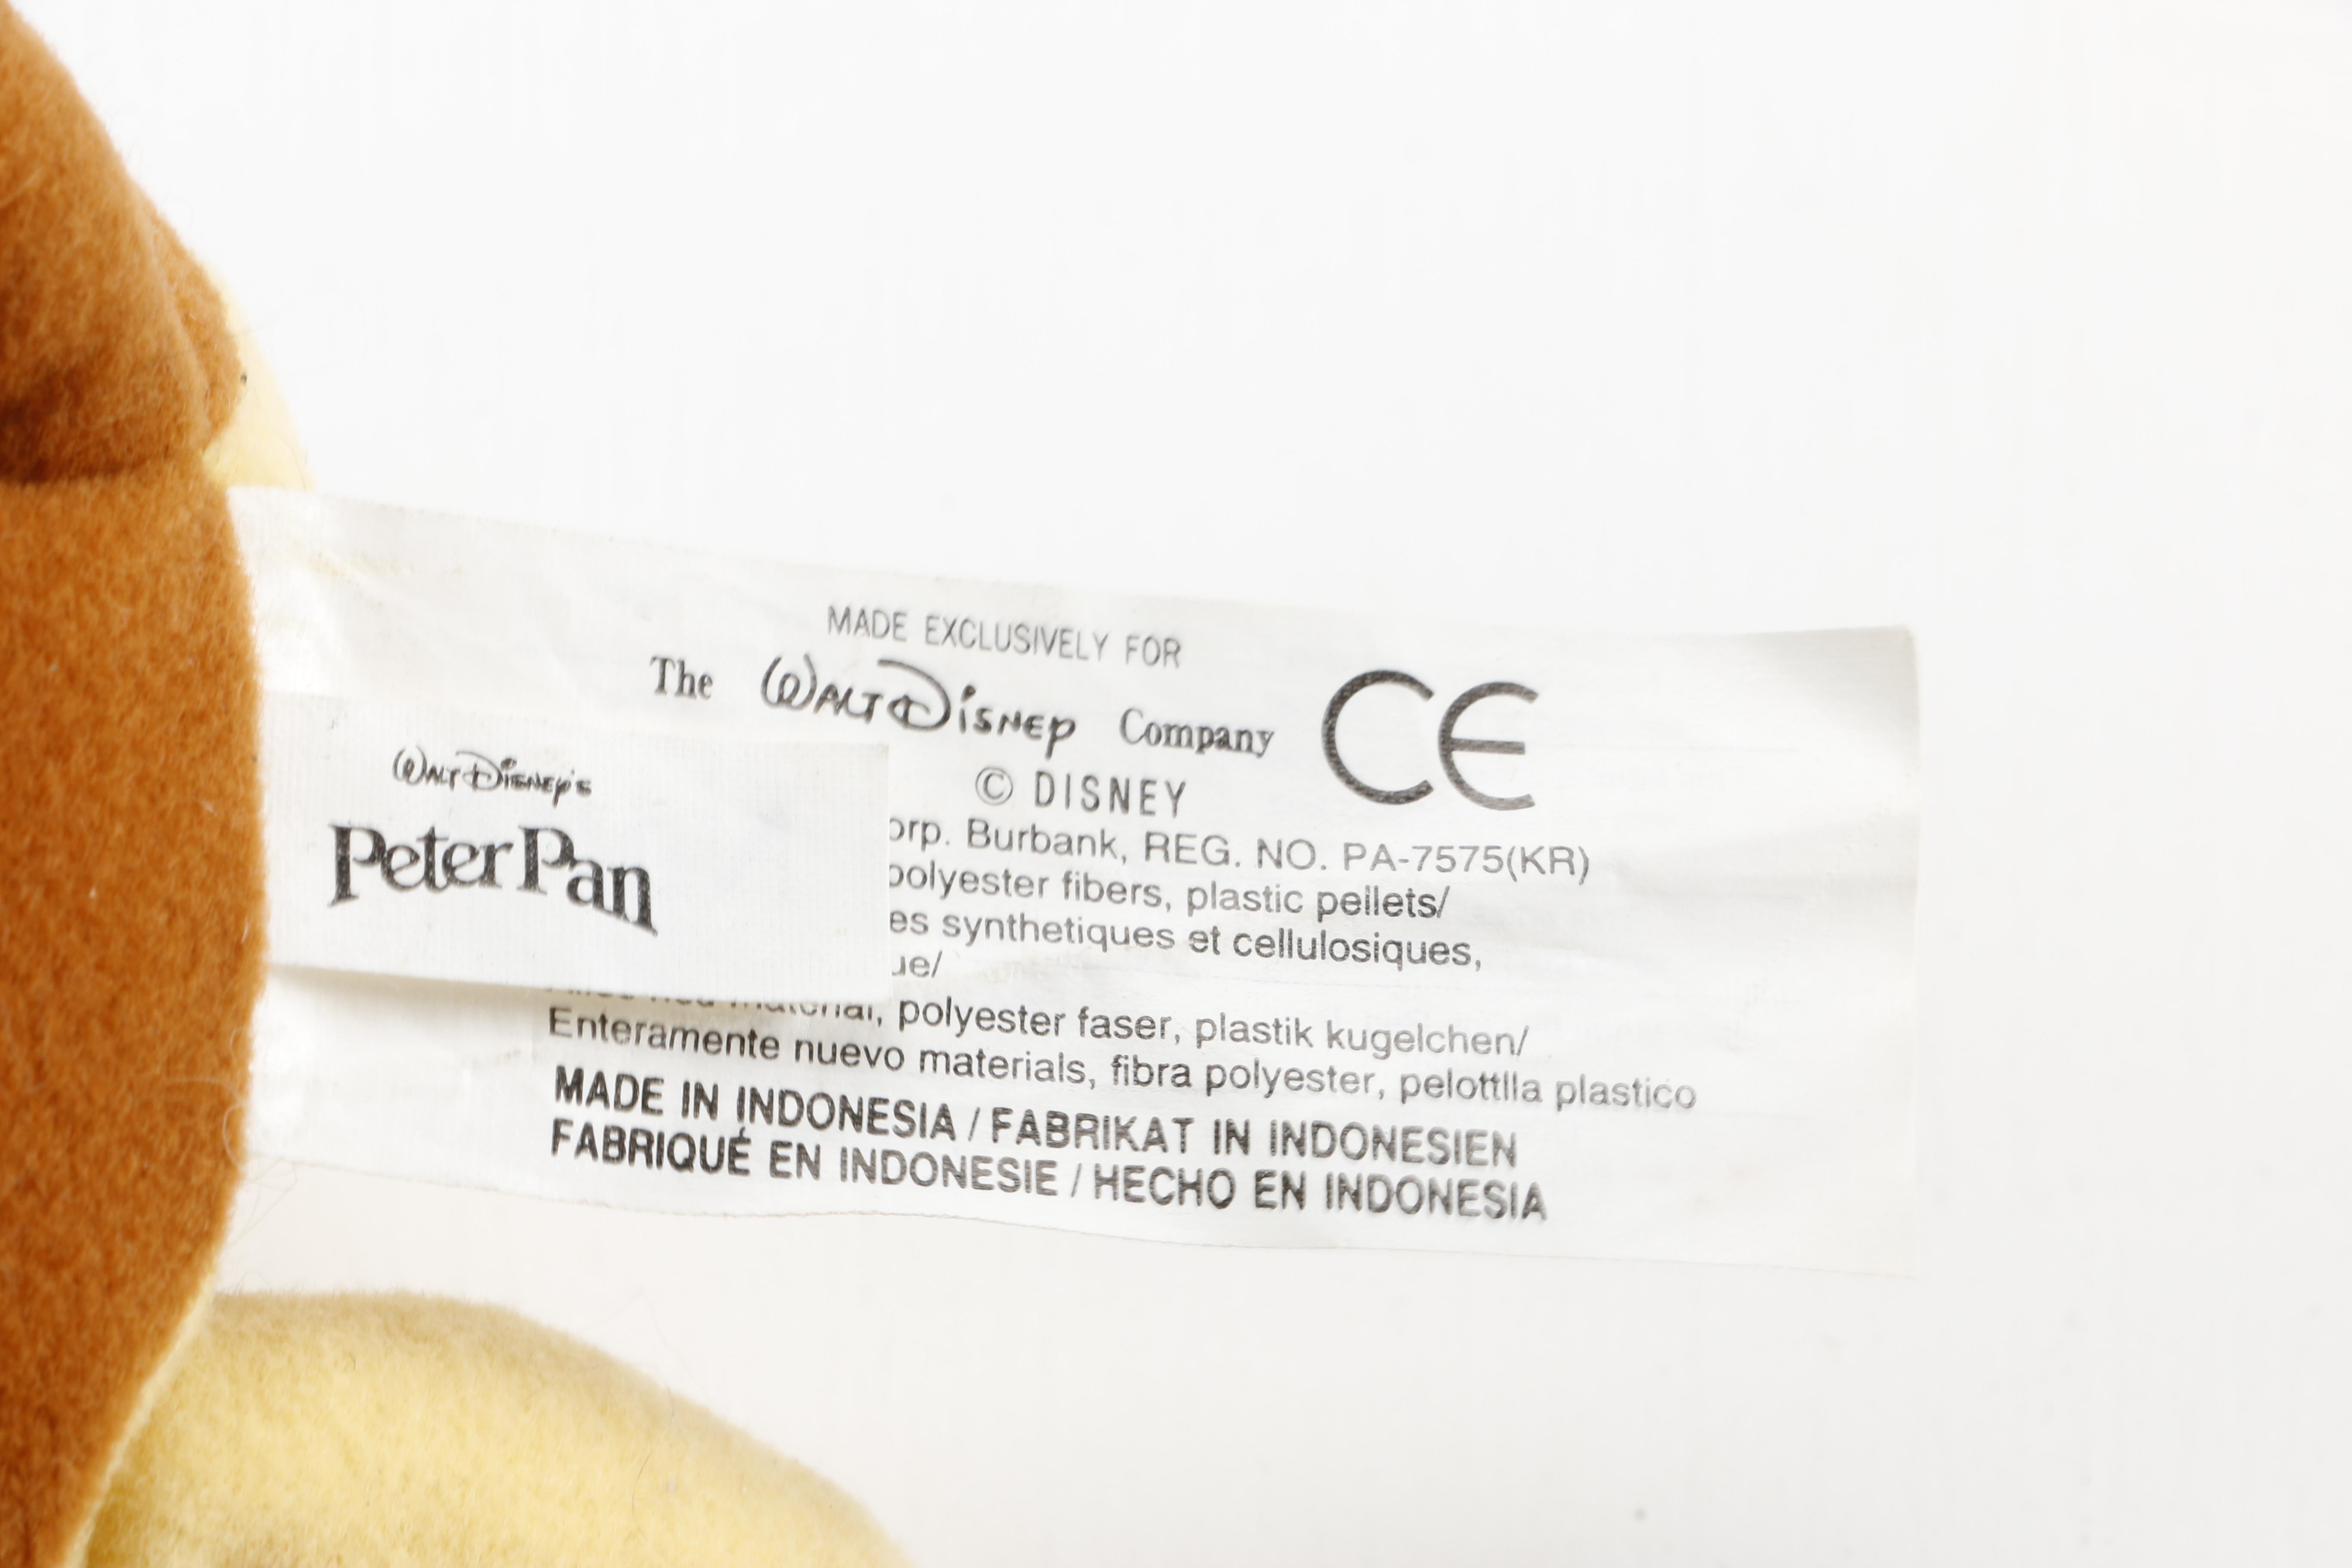 MADE EXCLUSIVELY FOR
The WALT DISNEY Company
CE
© DISNEY
WALT DISNEY'S
Peter Pan
orp. Burbank, REG. NO. PA-7575(KR)
polyester fibers, plastic pellets/
es synthetiques et cellulosiques,
ue/
material, polyester faser, plastik kugelchen/
Enteramente nuevo materials, fibra polyester, pelottlla plastico
MADE IN INDONESIA / FABRIKAT IN INDONESIEN
FABRIQUÉ EN INDONESIE / HECHO EN INDONESIA